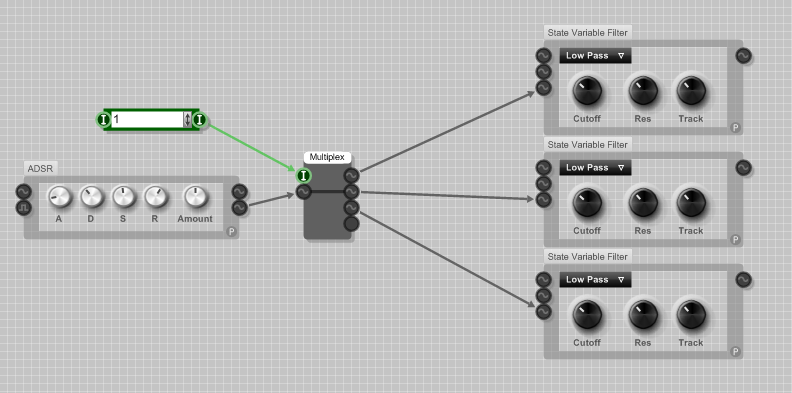 State Variable Filter
Low Pass
Cutoff Res Track
P
1
Multiplex
ADSR
A D S R Amount
P
State Variable Filter
Low Pass
Cutoff Res Track
P
State Variable Filter
Low Pass
Cutoff Res Track
P